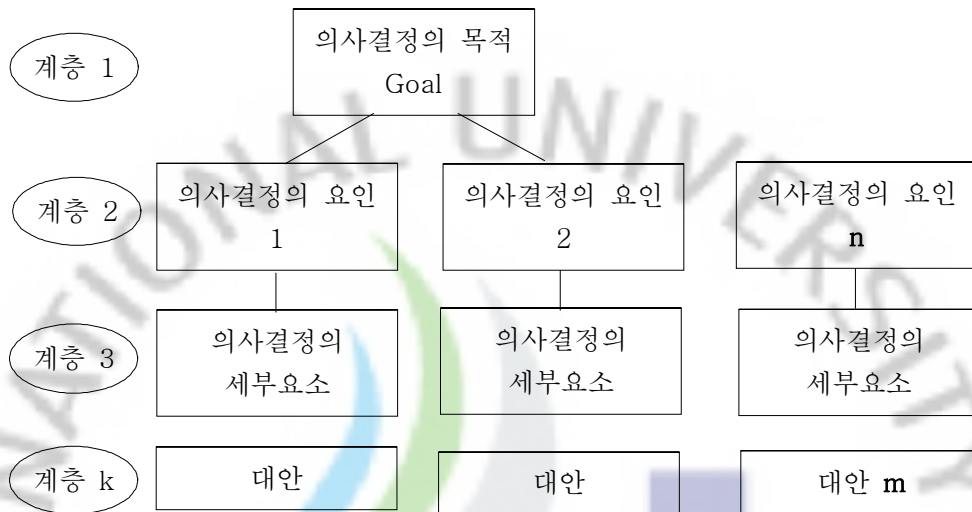 계층 1
의사결정의 목적
Goal
계층 2
의사결정의 요인
1
의사결정의 요인
2
의사결정의 요인
n
계층 3
의사결정의
세부요소
의사결정의
세부요소
의사결정의
세부요소
계층 k
대안
대안
대안 m
NATIONAL UNIVERSITY